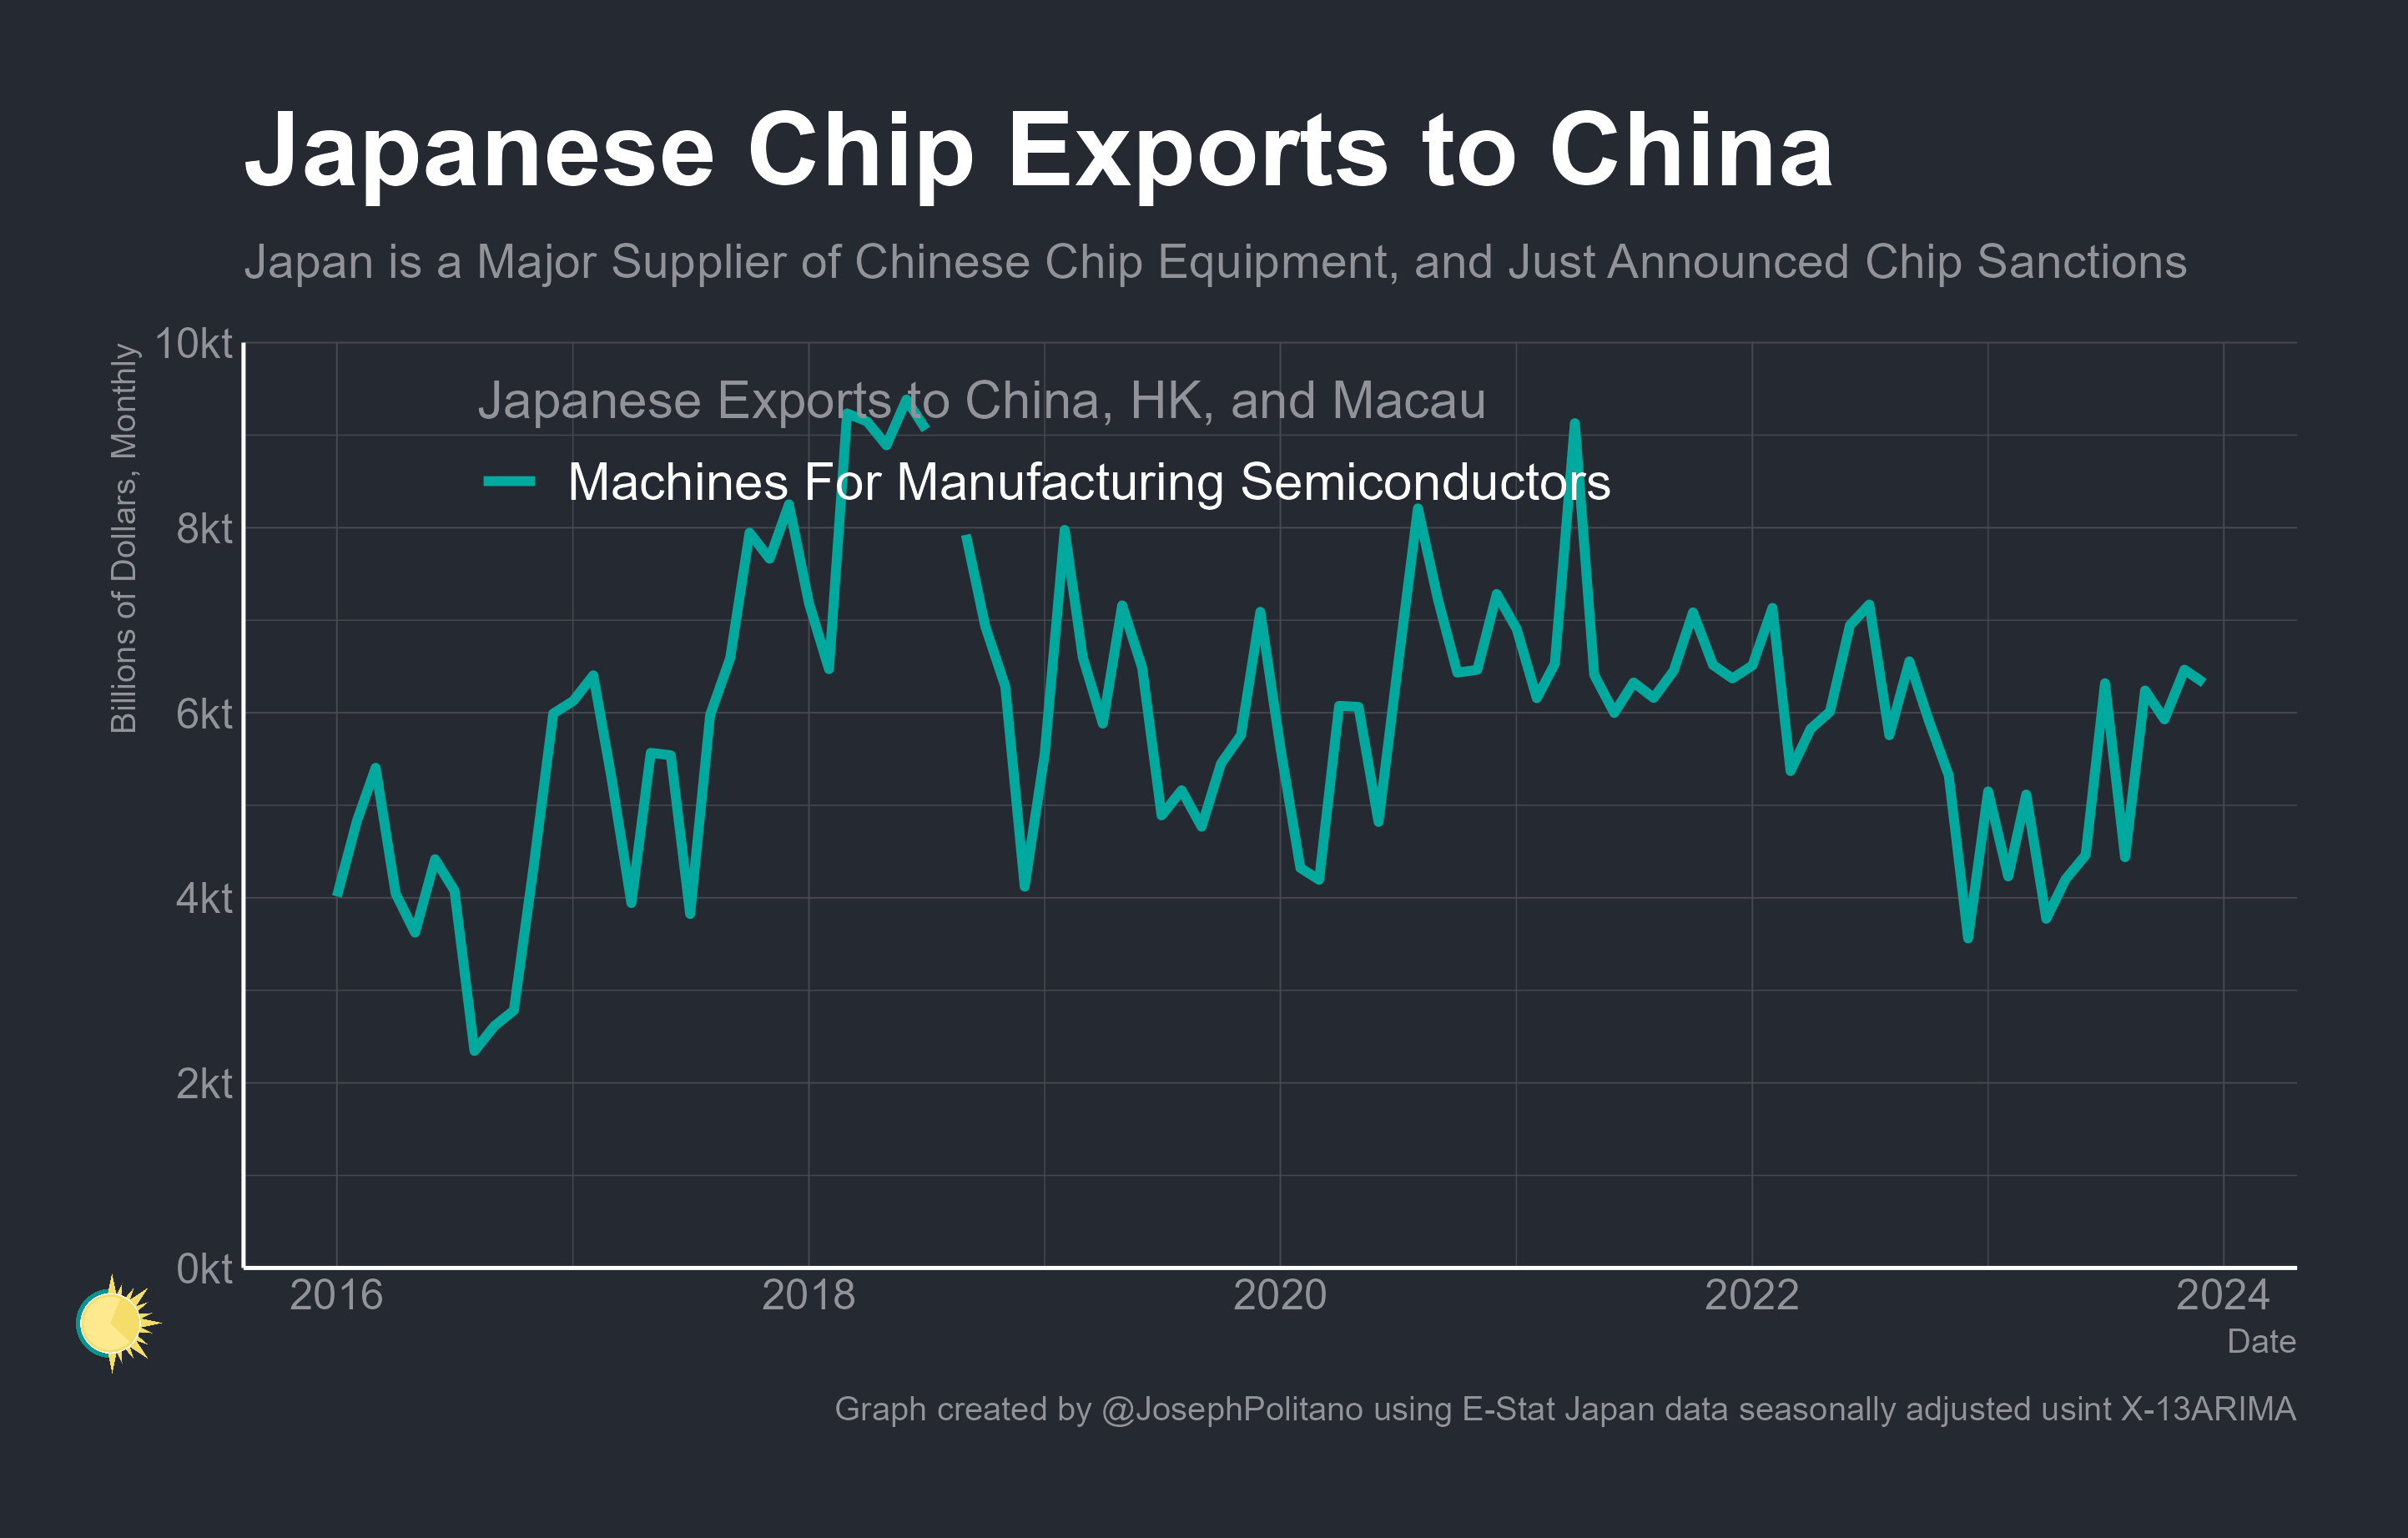 Japanese Chip Exports to China
Japan is a Major Supplier of Chinese Chip Equipment, and Just Announced Chip Sanctions
Billions of Dollars, Monthly
10kt
8kt
6kt
4kt
2kt
0kt
Japanese Exports to China, HK, and Macau
Machines For Manufacturing Semiconductors
2016 2018 2020 2022 2024
Date
Graph created by @JosephPolitano using E-Stat Japan data seasonally adjusted usint X-13ARIMA